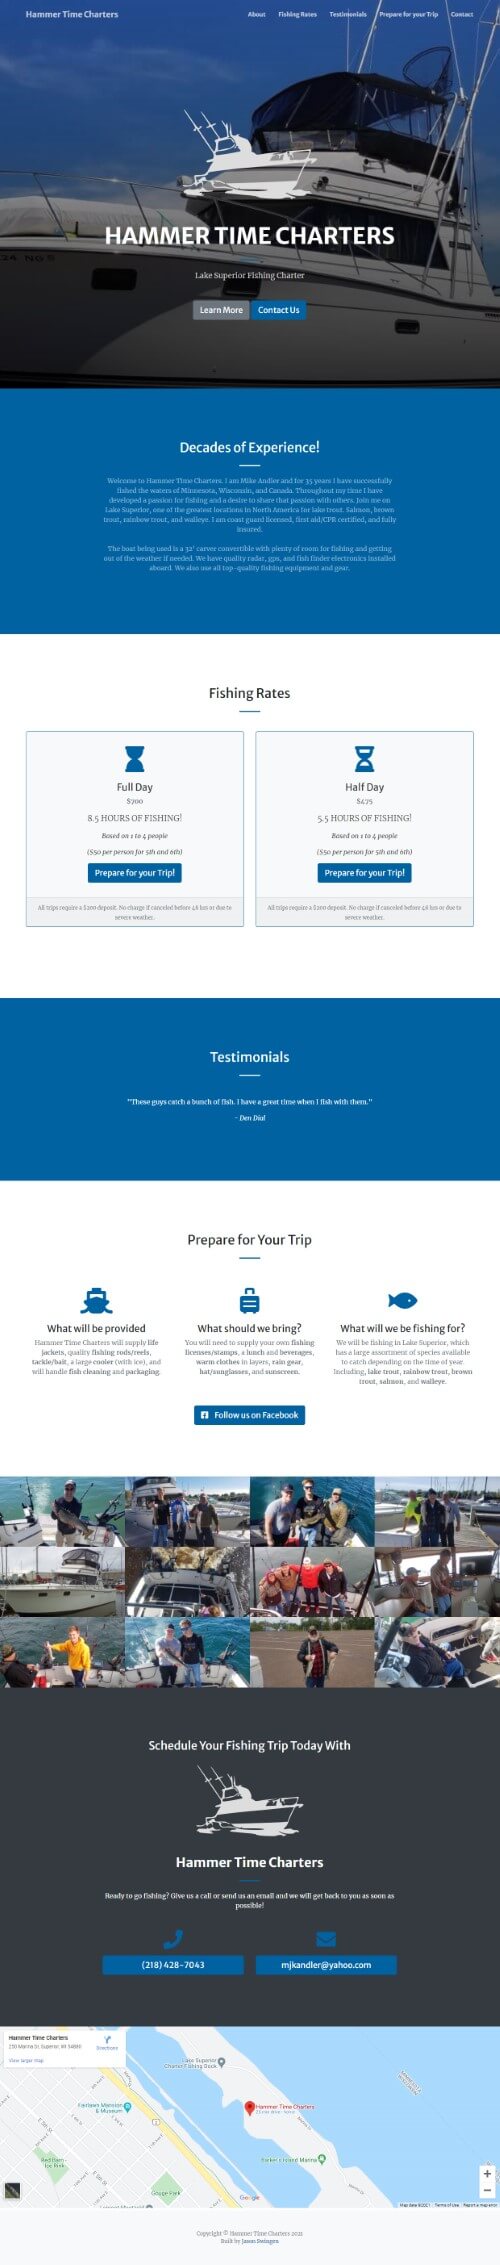 Hammer Time Charters
About Fishing Rates Testimonials Prepare for your Trip Contact
HAMMER TIME CHARTERS
Lake Superior Fishing Charter
Learn More Contact Us
Decades of Experience!
Welcome to Hammer Time Charters. I am Mike Andler and for 35 years I have successfully
fished the waters of Minnesota, Wisconsin, and Canada. Throughout my time I have
developed a passion for fishing and a desire to share that passion with others. Join me on
Lake Superior, one of the greatest locations in North America for lake trout. Salmon, brown
trout, rainbow trout, and walleye. I am coast guard licensed, first aid/CPR certified, and fully
insured.
The boat being used is a 32' carver convertible with plenty of room for fishing and getting
out of the weather if needed. We have quality radar, gps, and fish finder electronics installed
aboard. We also use all top-quality fishing equipment and gear.
Fishing Rates
Full Day
$700
8.5 HOURS OF FISHING!
Based on 1 to 4 people
($50 per person for 5th and 6th)
Prepare for your Trip!
All trips require a $200 deposit. No charge if canceled before 48 hrs or due to
severe weather.
Half Day
$475
5.5 HOURS OF FISHING!
Based on 1 to 4 people
($50 per person for 5th and 6th)
Prepare for your Trip!
All trips require a $200 deposit. No charge if canceled before 48 hrs or due to
severe weather.
Testimonials
"These guys catch a bunch of fish. I have a great time when I fish with them."
- Den Dial
Prepare for Your Trip
What will be provided
Hammer Time Charters will supply life
jackets, quality fishing rods/reels,
tackle/bait, a large cooler (with ice), and
will handle fish cleaning and packaging.
What should we bring?
You will need to supply your own fishing
licenses/stamps, a lunch and beverages,
warm clothes in layers, rain gear,
hat/sunglasses, and sunscreen.
What will we be fishing for?
We will be fishing in Lake Superior, which
has a large assortment of species available
to catch depending on the time of year.
Including, lake trout, rainbow trout, brown
trout, salmon, and walleye.
Follow us on Facebook
Schedule Your Fishing Trip Today With
Hammer Time Charters
Ready to go fishing? Give us a call or send us an email and we will get back to you as soon as
possible!
(218) 428-7043
mjkandler@yahoo.com
Hammer Time Charters
250 Marina Dr, Superior, WI 54880
Directions
View larger map
Lake Superior
Charter Fishing Dock
Fairlawn Mansion
& Museum
Hammer Time Charters
Barker's Island Marina
Red Barn -
Ice Rink
Gouge Park
Google
MINNESOTA
WISCONSIN
Map data ©2021 Terms of Use Report a map error
Copyright © Hammer Time Charters 2021
Built by Jason Swingen